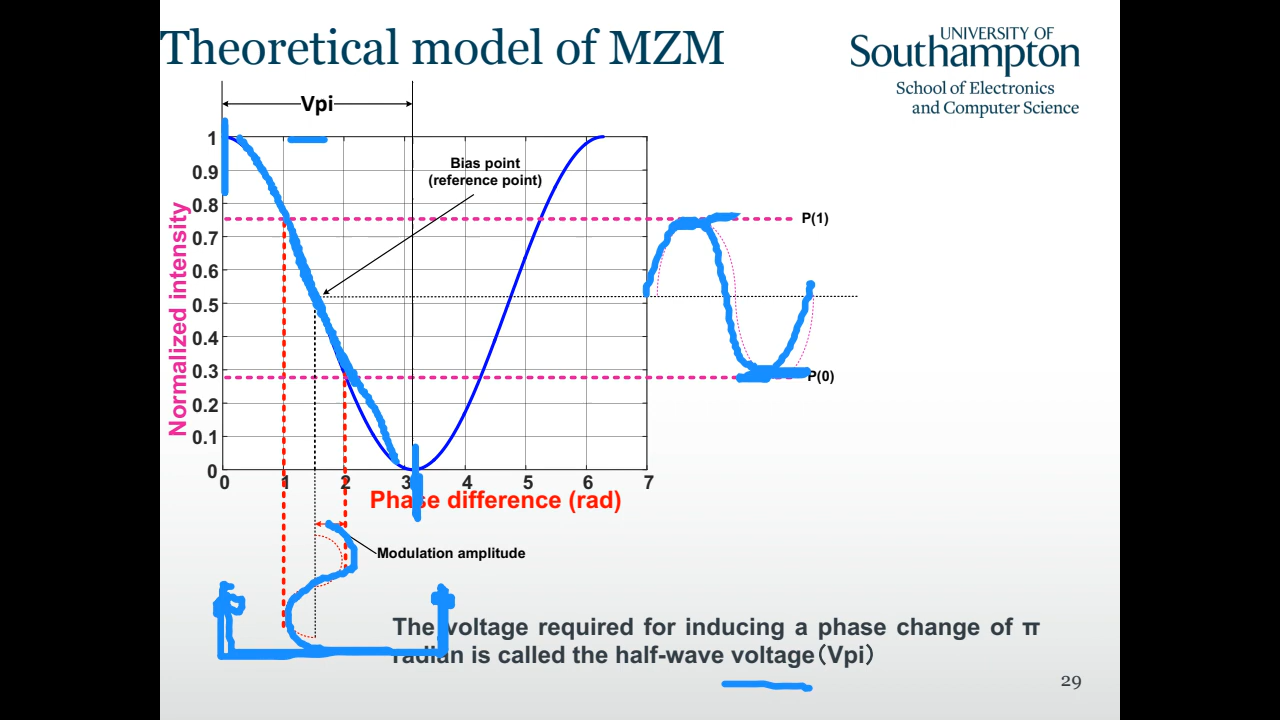 Theoretical model of MZM
UNIVERSITY OF
Southampton
School of Electronics
and Computer Science
Vpi
Bias point
(reference point)
1
0.9
0.8
0.7
0.6
0.5
0.4
0.3
0.2
0.1
0
Normalized intensity
0 1 2 3 4 5 6 7
Phase difference (rad)
P(1)
P(0)
Modulation amplitude
The voltage required for inducing a phase change of π
radian is called the half-wave voltage(Vpi)
29